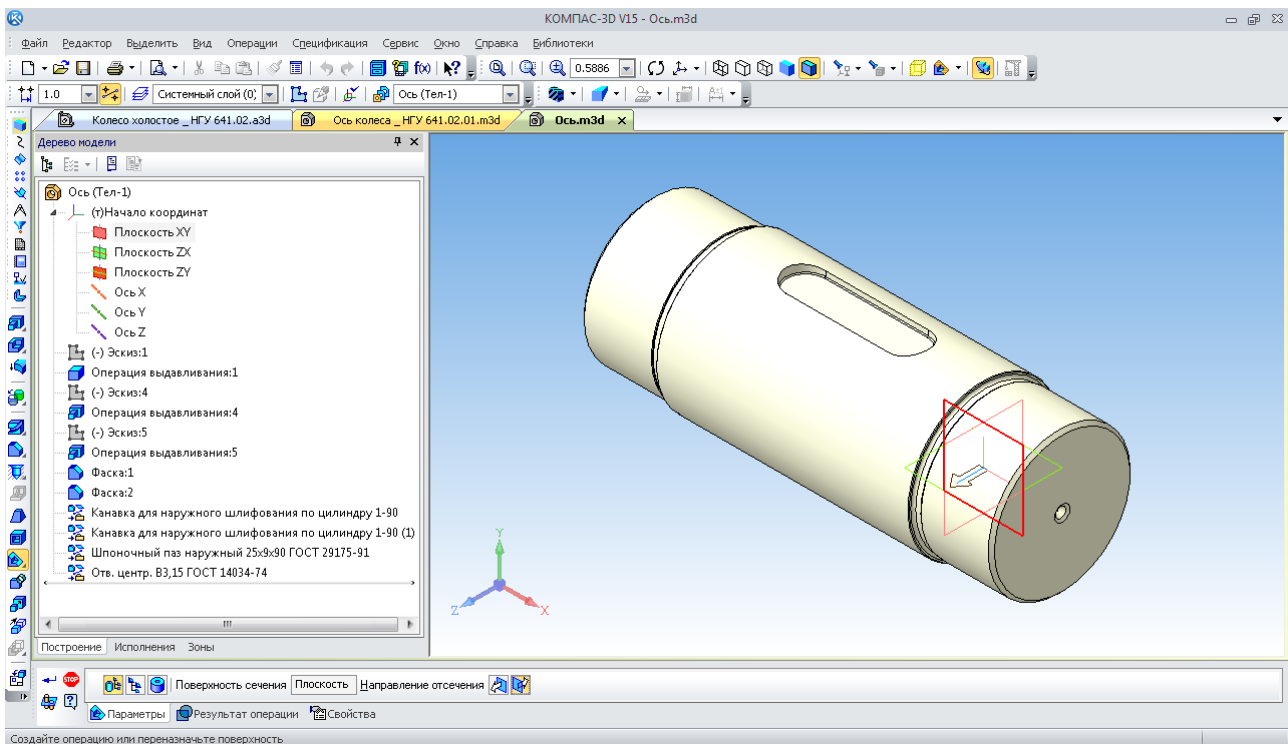 КОМПАС-3D V15 - Ось.m3d
Файл Редактор Выделить Вид Операции Спецификация Сервис Окно Справка Библиотеки
0.5886
1.0 Системный слой (0) Ось (Тел-1)
Колесо холостое _ НГУ 641.02.a3d Ось колеса _ НГУ 641.02.01.m3d Ось.m3d
Дерево модели
Ось (Тел-1)
(т)Начало координат
Плоскость XY
Плоскость ZX
Плоскость ZY
Ось X
Ось Y
Ось Z
(-) Эскиз:1
Операция выдавливания:1
(-) Эскиз:4
Операция выдавливания:4
(-) Эскиз:5
Операция выдавливания:5
Фаска:1
Фаска:2
Канавка для наружного шлифования по цилиндру 1-90
Канавка для наружного шлифования по цилиндру 1-90 (1)
Шпоночный паз наружный 25x9x90 ГОСТ 29175-91
Отв. центр. B3,15 ГОСТ 14034-74
Y
Z
X
Построение Исполнения Зоны
STOP Поверхность сечения Плоскость Направление отсечения
Параметры Результат операции Свойства
Создайте операцию или переназначьте поверхность